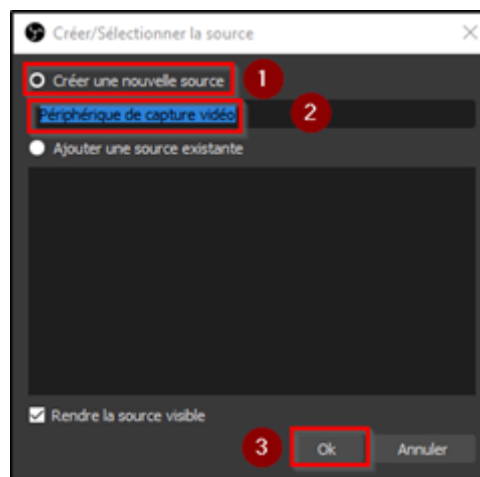 Créer/Sélectionner la source
Créer une nouvelle source 1
Périphérique de capture vidéo 2
Ajouter une source existante
Rendre la source visible
3 Ok Annuler